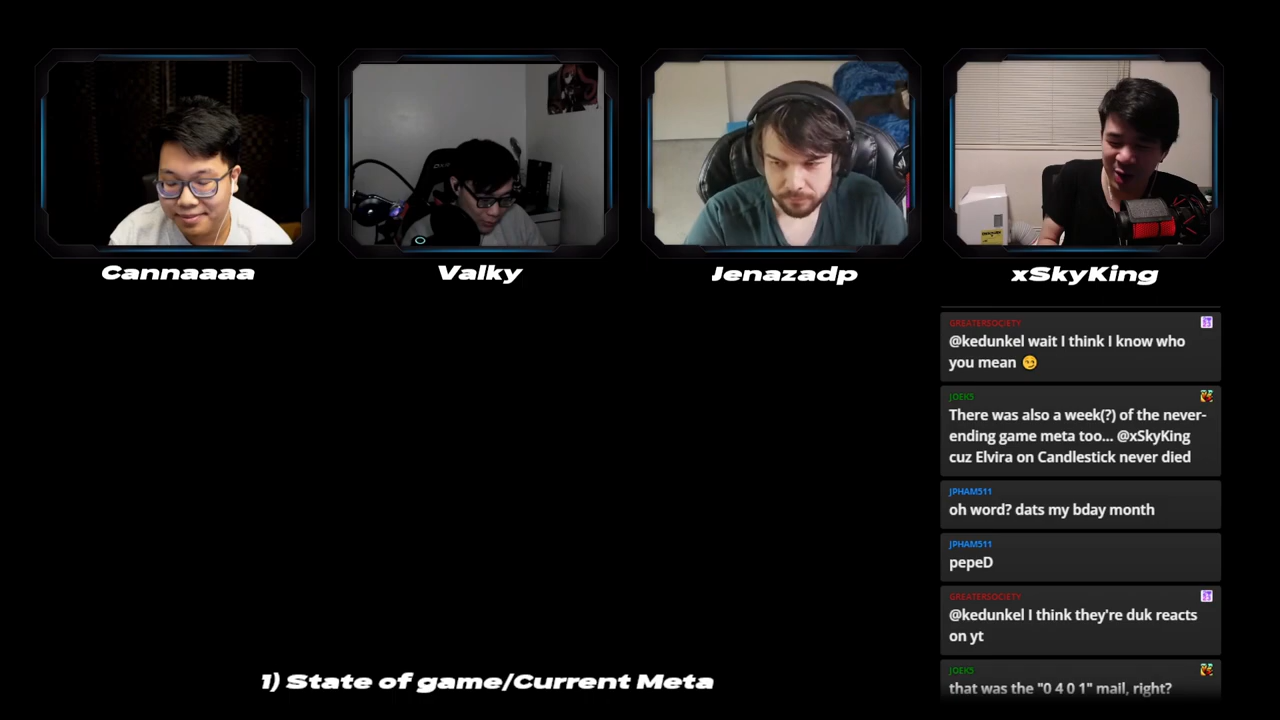 Cannaaaa
Valky
Jenazadp
xSkyKing
GREATERSOCIETY
@kedunkel wait I think I know who
you mean 😏
JOEK5
There was also a week(?) of the never-
ending game meta too... @xSkyKing
cuz Elvira on Candlestick never died
JPHAM511
oh word? dats my bday month
JPHAM511
pepeD
GREATERSOCIETY
@kedunkel I think they're duk reacts
on yt
JOEK5
that was the "0 4 0 1" mail, right?
1) State of game/Current Meta